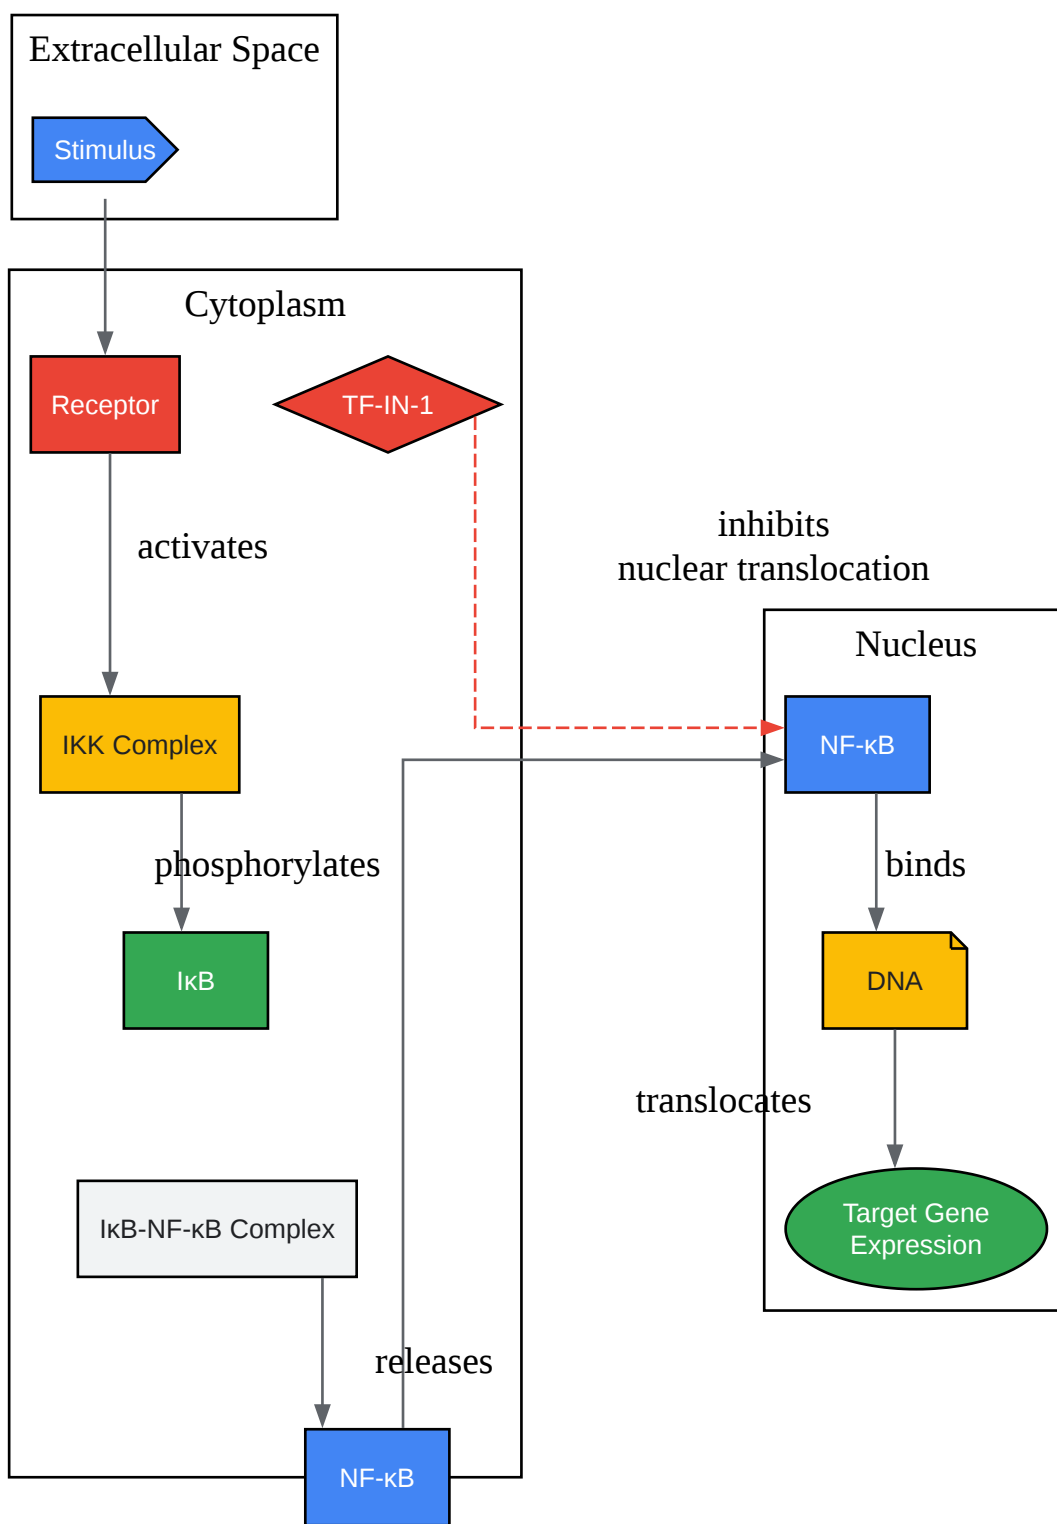 Extracellular Space
Stimulus
Cytoplasm
Receptor
TF-IN-1
activates
inhibits
nuclear translocation
Nucleus
IKK Complex
NF-κB
phosphorylates
binds
IκB
DNA
translocates
IκB-NF-κB Complex
Target Gene
Expression
releases
NF-κB